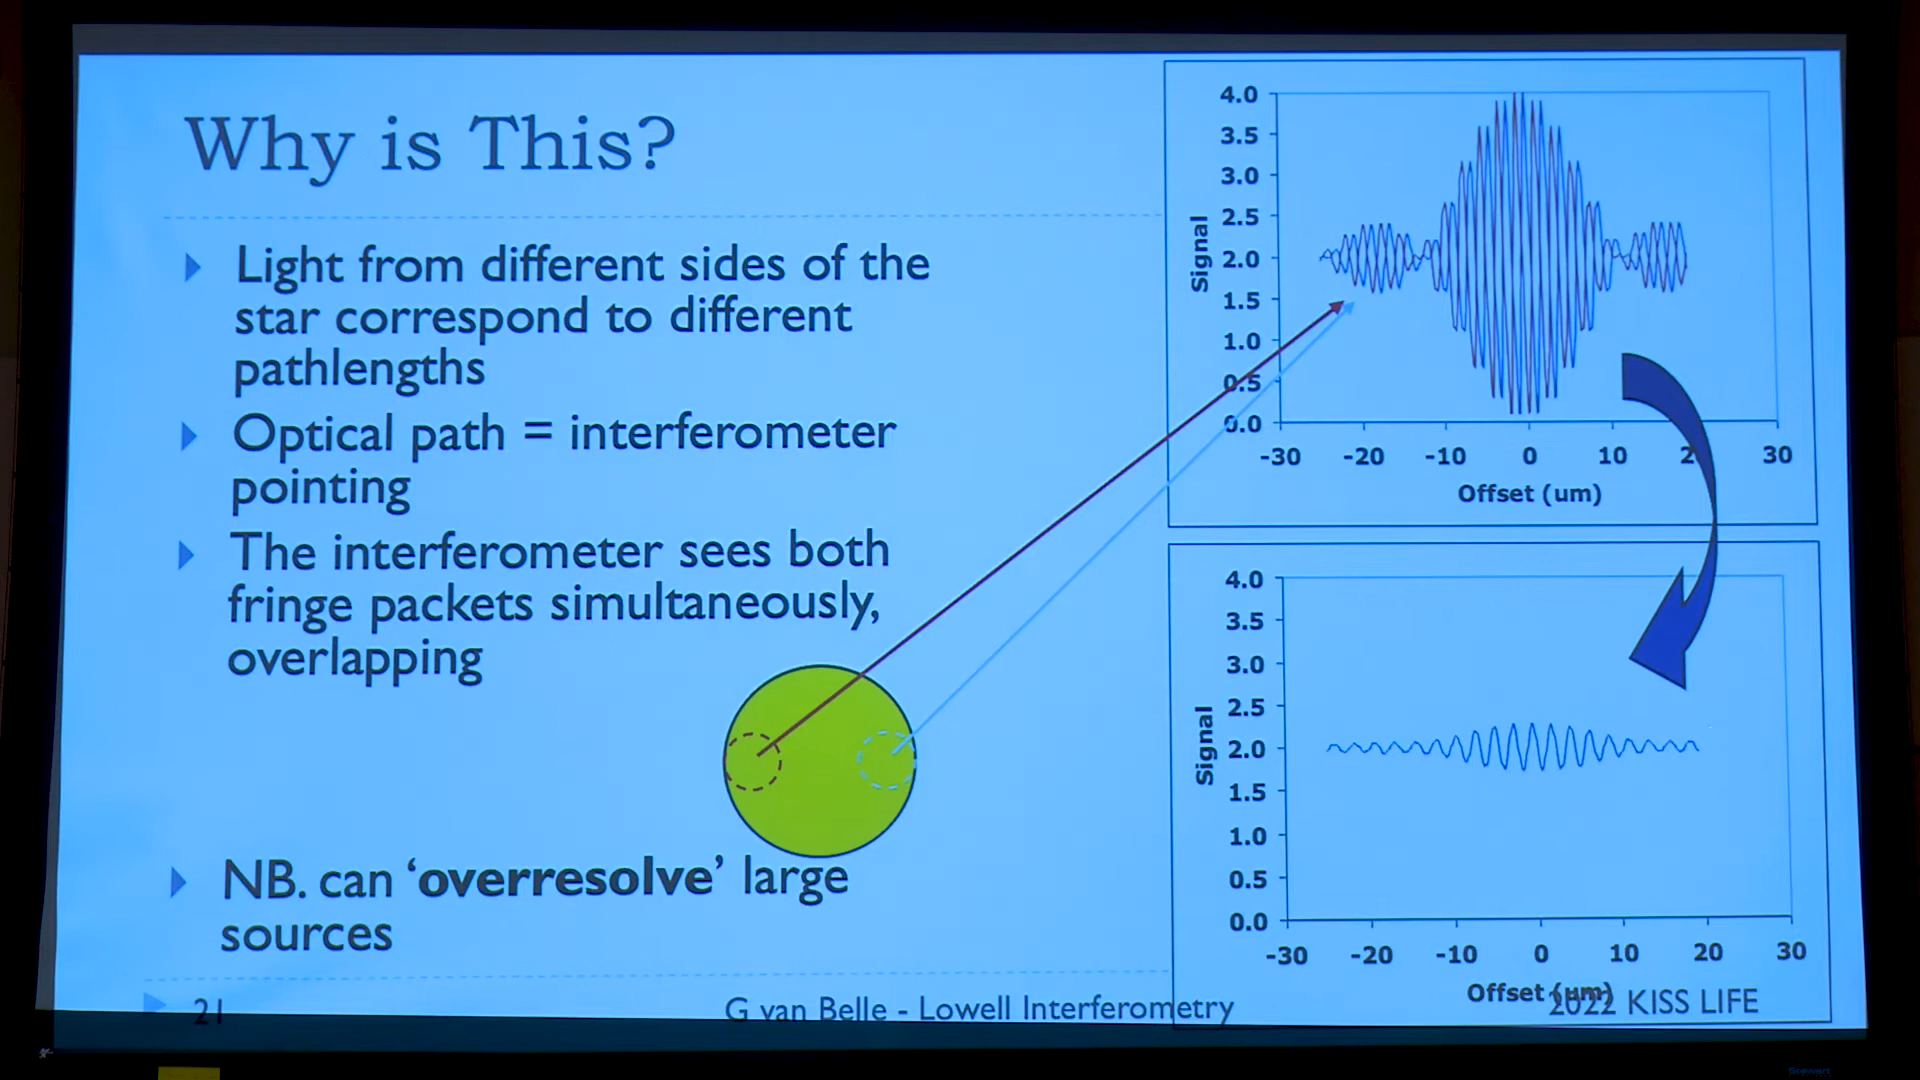 Why is This?
Light from different sides of the
star correspond to different
pathlengths
Optical path = interferometer
pointing
The interferometer sees both
fringe packets simultaneously,
overlapping
NB. can ‘overresolve’ large
sources
4.0
3.5
3.0
2.5
2.0
1.5
1.0
0.5
0.0
Signal
-30 -20 -10 0 10 2 30
Offset (um)
4.0
3.5
3.0
2.5
2.0
1.5
1.0
0.5
0.0
Signal
-30 -20 -10 0 10 20 30
Offset (um)
21
G van Belle - Lowell Interferometry
2022 KISS LIFE
Stewart